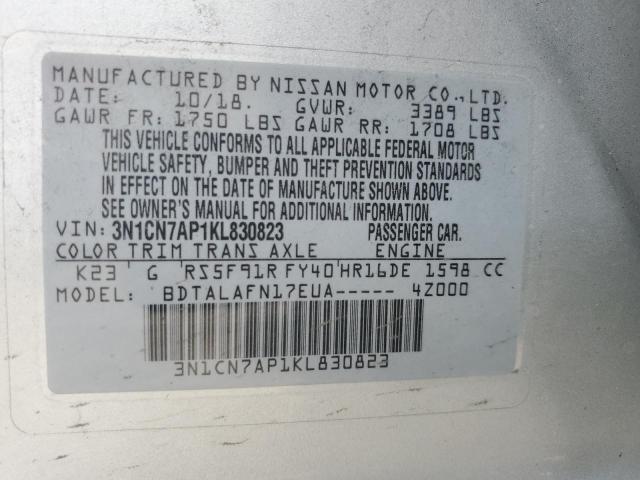 MANUFACTURED BY NISSAN MOTOR CO.,LTD.
DATE: 10/18. GVWR: 3389 LBS
GAWR FR: 1750 LBS GAWR RR: 1708 LBS
THIS VEHICLE CONFORMS TO ALL APPLICABLE FEDERAL MOTOR
VEHICLE SAFETY, BUMPER AND THEFT PREVENTION STANDARDS
IN EFFECT ON THE DATE OF MANUFACTURE SHOWN ABOVE.
SEE OWNER'S MANUAL FOR ADDITIONAL INFORMATION.
VIN: 3N1CN7AP1KL830823 PASSENGER CAR.
COLOR TRIM TRANS AXLE ENGINE
K23 G RS5F91R FY40 HR16DE 1598 CC
MODEL: BDTALAFN17EUA----- 4Z000
3N1CN7AP1KL830823